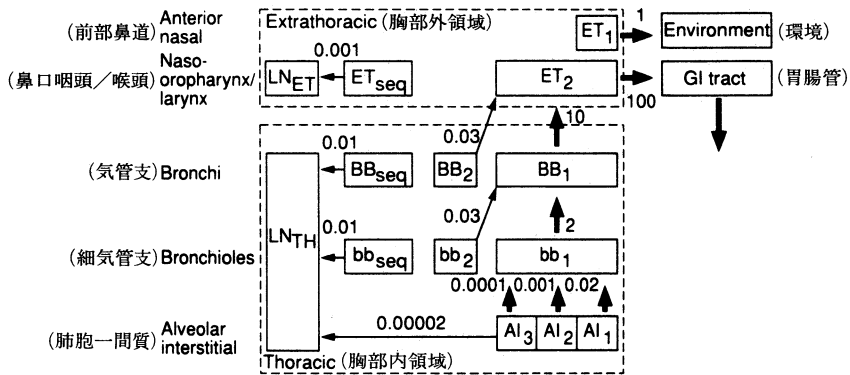 (前部鼻道) Anterior nasal
Extrathoracic (胸部外領域)
ET1
1
Environment (環境)
(鼻口咽頭/喉頭) Naso-oropharynx/larynx
LNET
0.001
ETseq
ET2
100
GI tract (胃腸管)
10
0.03
0.01
(気管支) Bronchi
BBseq
BB2
BB1
0.03
2
0.01
LNTH
(細気管支) Bronchioles
bbseq
bb2
bb1
0.0001
0.001
0.02
0.00002
(肺胞一間質) Alveolar interstitial
AI3
AI2
AI1
Thoracic (胸部内領域)